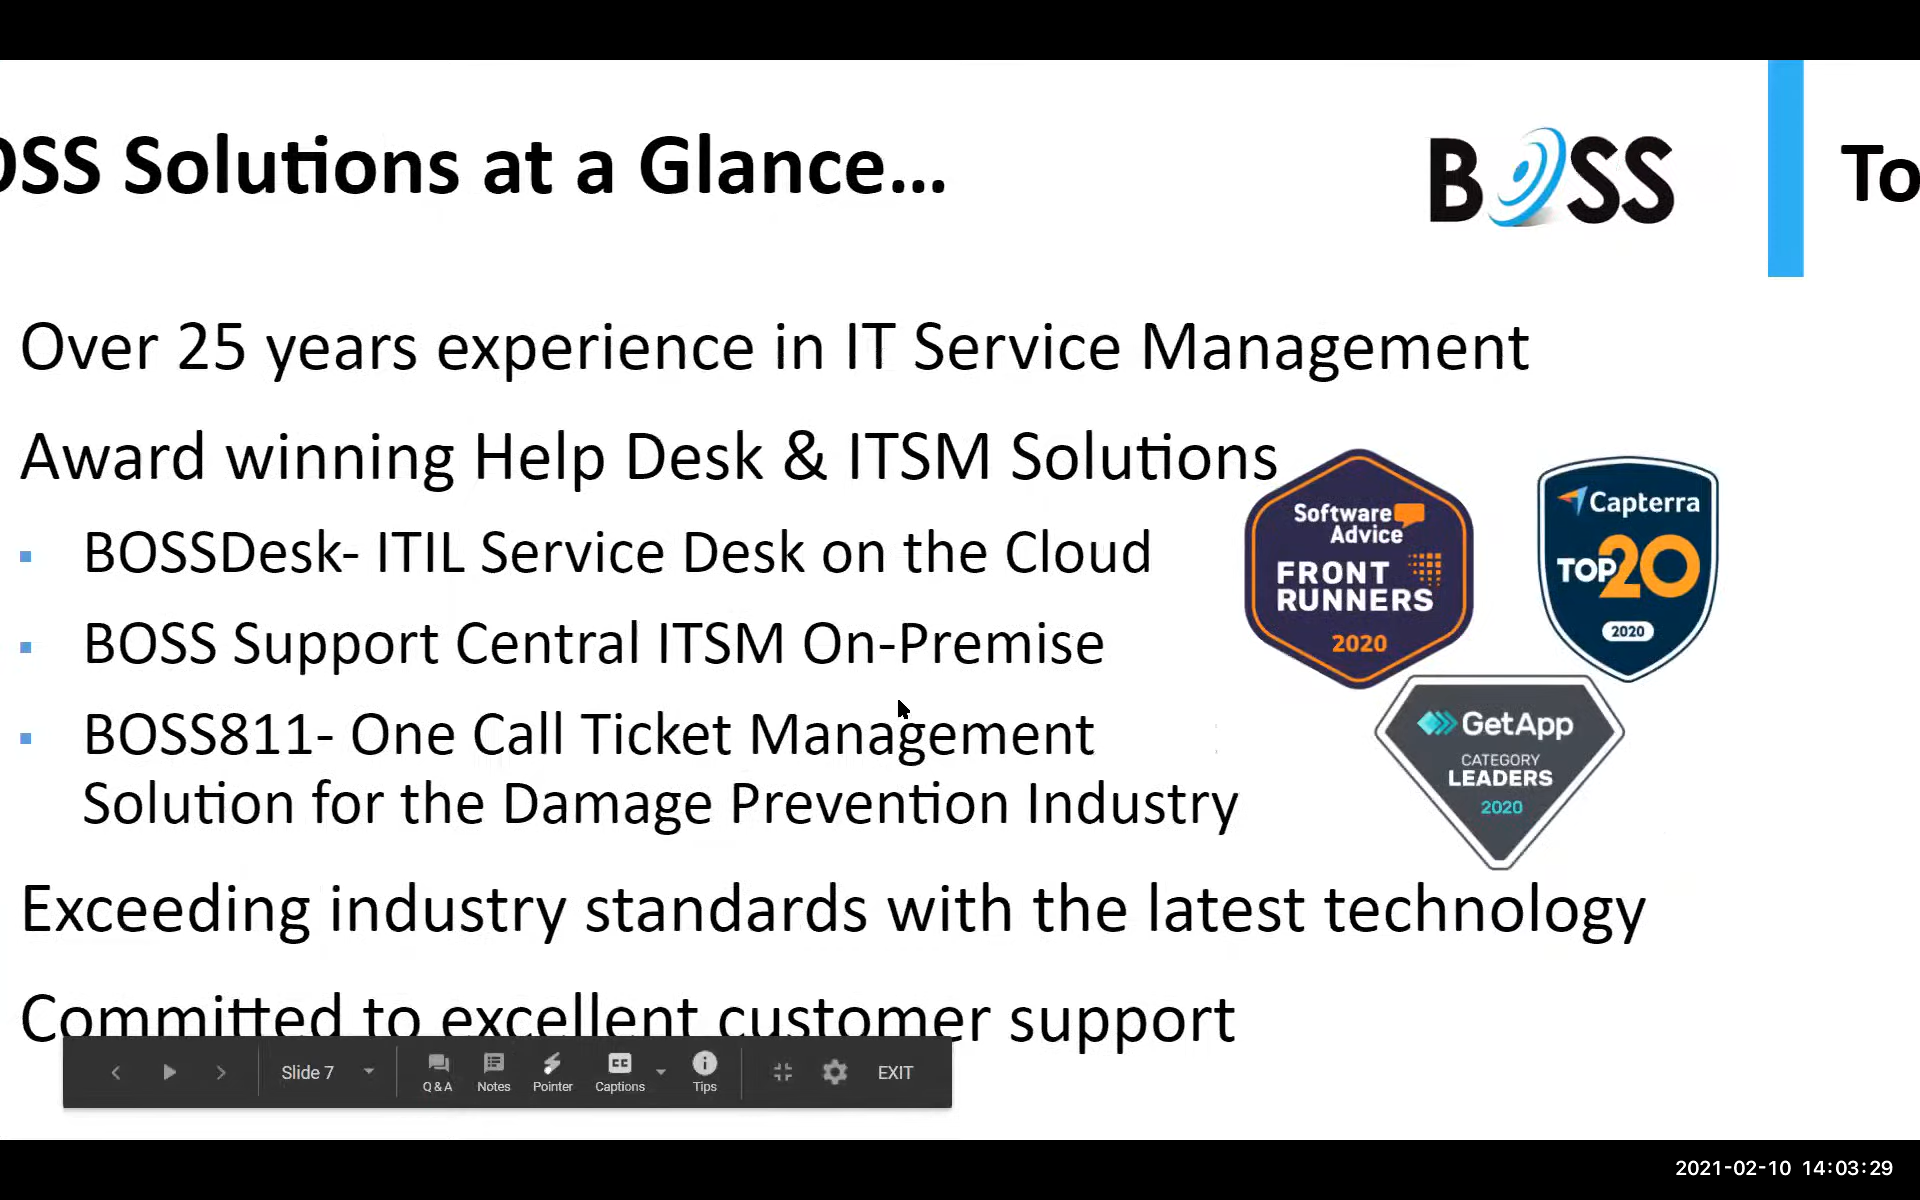 OSS Solutions at a Glance...
BOSS
To
Over 25 years experience in IT Service Management
Award winning Help Desk & ITSM Solutions
▪ BOSSDesk- ITIL Service Desk on the Cloud
▪ BOSS Support Central ITSM On-Premise
▪ BOSS811- One Call Ticket Management
Solution for the Damage Prevention Industry
Software
Advice
FRONT
RUNNERS
2020
Capterra
TOP 20
2020
GetApp
CATEGORY
LEADERS
2020
Exceeding industry standards with the latest technology
Committed to excellent customer support
Slide 7
Q & A
Notes
Pointer
CC
Captions
Tips
EXIT
2021-02-10 14:03:29